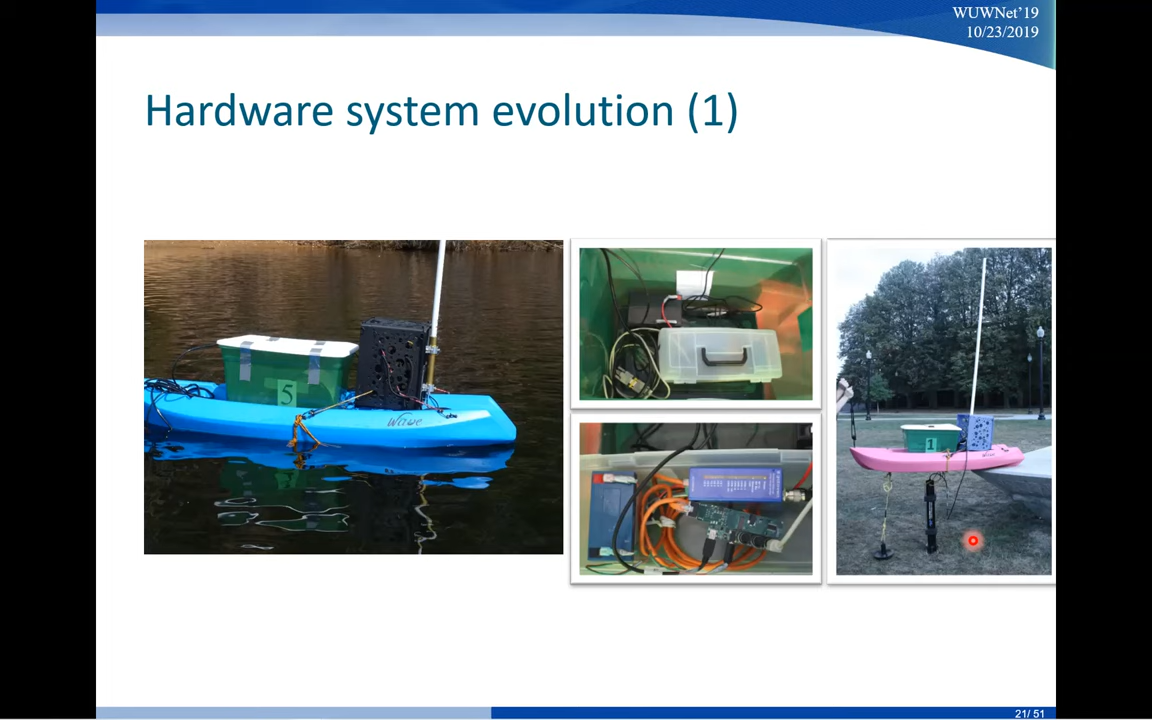 WUWNet'19
10/23/2019
Hardware system evolution (1)
5
Wave
1
21/ 51